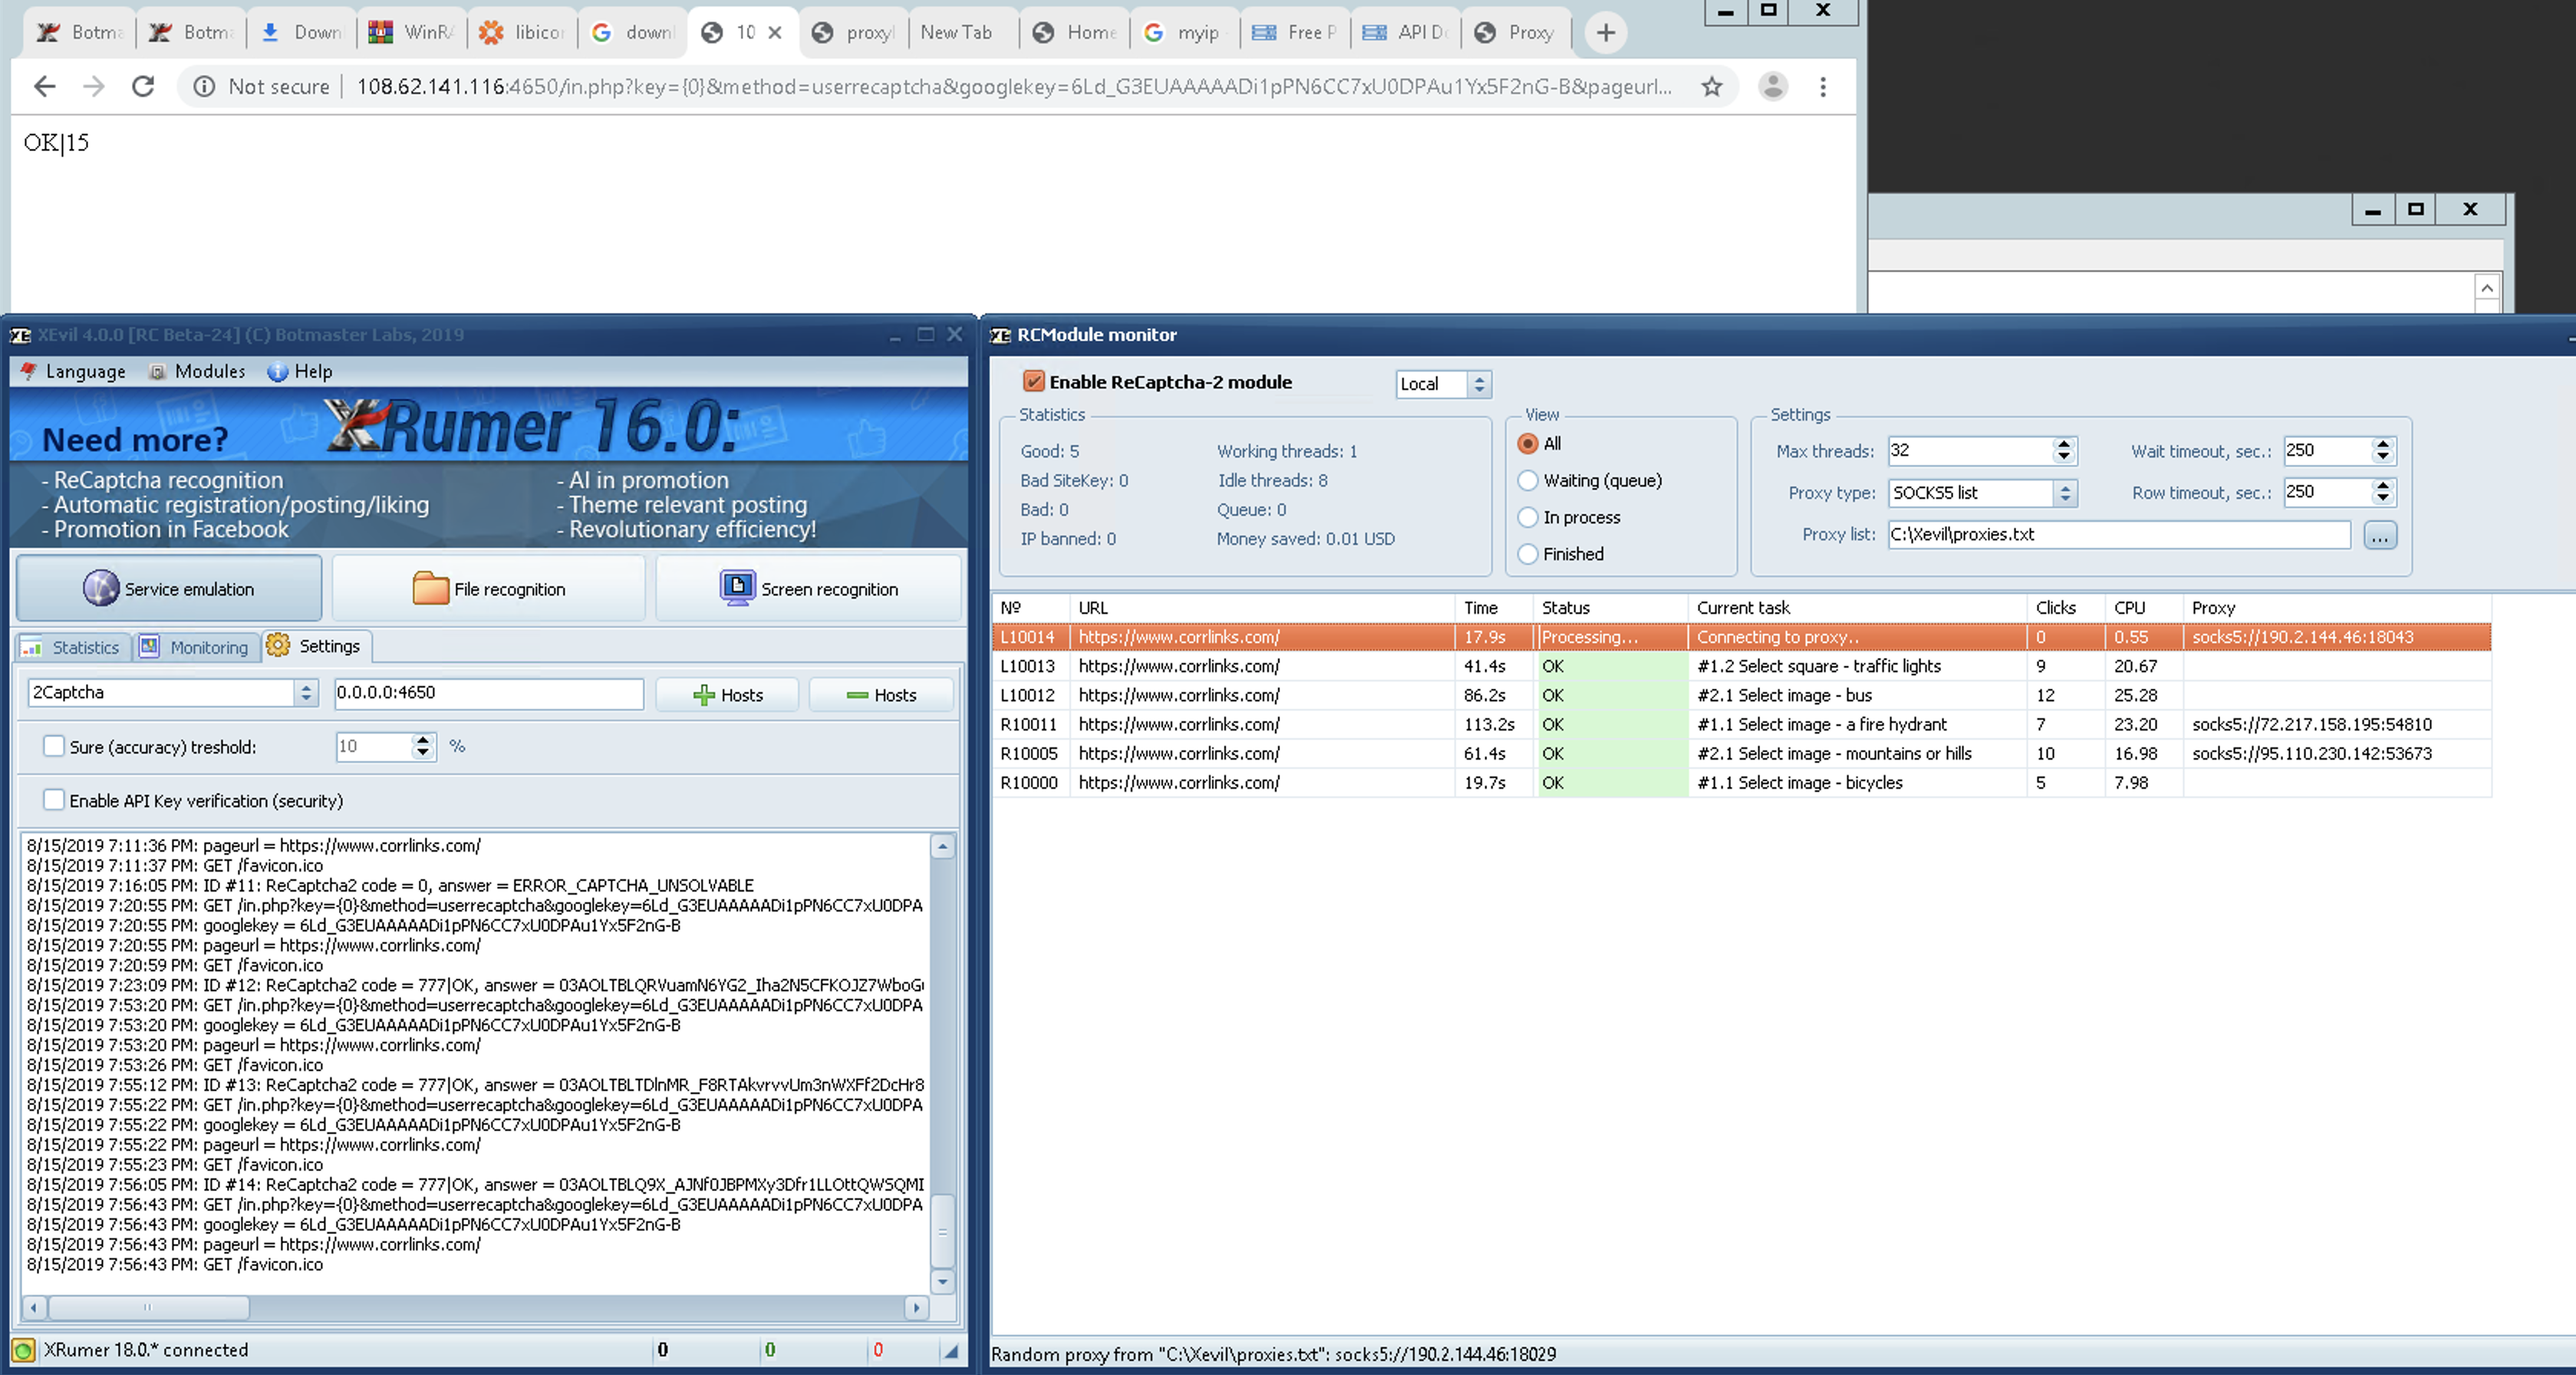 Botma Botma Down WinRA libico downl 10 proxyl New Tab Home myip Free P API Do Proxy
Not secure | 108.62.141.116:4650/in.php?key={0}&method=userrecaptcha&googlekey=6Ld_G3EUAAAAADi1pPN6CC7xU0DPAu1Yx5F2nG-B&pageurl...
OK|15
XEvil 4.0.0 [RC Beta-24] (C) Botmaster Labs, 2019
Language Modules Help
Need more? XRumer 16.0:
- ReCaptcha recognition - AI in promotion
- Automatic registration/posting/liking - Theme relevant posting
- Promotion in Facebook - Revolutionary efficiency!
Service emulation File recognition Screen recognition
Statistics Monitoring Settings
2Captcha 0.0.0.0:4650 Hosts Hosts
Sure (accuracy) treshold: 10 %
Enable API Key verification (security)
8/15/2019 7:11:36 PM: pageurl = https://www.corrlinks.com/
8/15/2019 7:11:37 PM: GET /favicon.ico
8/15/2019 7:16:05 PM: ID #11: ReCaptcha2 code = 0, answer = ERROR_CAPTCHA_UNSOLVABLE
8/15/2019 7:20:55 PM: GET /in.php?key={0}&method=userrecaptcha&googlekey=6Ld_G3EUAAAAADi1pPN6CC7xU0DPA
8/15/2019 7:20:55 PM: googlekey = 6Ld_G3EUAAAAADi1pPN6CC7xU0DPAu1Yx5F2nG-B
8/15/2019 7:20:55 PM: pageurl = https://www.corrlinks.com/
8/15/2019 7:20:59 PM: GET /favicon.ico
8/15/2019 7:23:09 PM: ID #12: ReCaptcha2 code = 777|OK, answer = 03AOLTBLQRVuamN6YG2_Iha2N5CFKOJZ7WboG
8/15/2019 7:53:20 PM: GET /in.php?key={0}&method=userrecaptcha&googlekey=6Ld_G3EUAAAAADi1pPN6CC7xU0DPA
8/15/2019 7:53:20 PM: googlekey = 6Ld_G3EUAAAAADi1pPN6CC7xU0DPAu1Yx5F2nG-B
8/15/2019 7:53:20 PM: pageurl = https://www.corrlinks.com/
8/15/2019 7:53:26 PM: GET /favicon.ico
8/15/2019 7:55:12 PM: ID #13: ReCaptcha2 code = 777|OK, answer = 03AOLTBLTDlnMR_F8RTAkvrvvUm3nWXFf2DcHr8
8/15/2019 7:55:22 PM: GET /in.php?key={0}&method=userrecaptcha&googlekey=6Ld_G3EUAAAAADi1pPN6CC7xU0DPA
8/15/2019 7:55:22 PM: googlekey = 6Ld_G3EUAAAAADi1pPN6CC7xU0DPAu1Yx5F2nG-B
8/15/2019 7:55:22 PM: pageurl = https://www.corrlinks.com/
8/15/2019 7:55:23 PM: GET /favicon.ico
8/15/2019 7:56:05 PM: ID #14: ReCaptcha2 code = 777|OK, answer = 03AOLTBLQ9X_AJNf0JBPMXy3Dfr1LLOttQWSQMI
8/15/2019 7:56:43 PM: GET /in.php?key={0}&method=userrecaptcha&googlekey=6Ld_G3EUAAAAADi1pPN6CC7xU0DPA
8/15/2019 7:56:43 PM: googlekey = 6Ld_G3EUAAAAADi1pPN6CC7xU0DPAu1Yx5F2nG-B
8/15/2019 7:56:43 PM: pageurl = https://www.corrlinks.com/
8/15/2019 7:56:43 PM: GET /favicon.ico
XRumer 18.0.* connected 0 0 0
RCModule monitor
Enable ReCaptcha-2 module Local
Statistics View Settings
Good: 5 Working threads: 1 All Max threads: 32 Wait timeout, sec.: 250
Bad SiteKey: 0 Idle threads: 8 Waiting (queue) Proxy type: SOCKS5 list Row timeout, sec.: 250
Bad: 0 Queue: 0 In process
IP banned: 0 Money saved: 0.01 USD Finished Proxy list: C:\Xevil\proxies.txt ...
Nº URL Time Status Current task Clicks CPU Proxy
L10014 https://www.corrlinks.com/ 17.9s Processing... Connecting to proxy.. 0 0.55 socks5://190.2.144.46:18043
L10013 https://www.corrlinks.com/ 41.4s OK #1.2 Select square - traffic lights 9 20.67
L10012 https://www.corrlinks.com/ 86.2s OK #2.1 Select image - bus 12 25.28
R10011 https://www.corrlinks.com/ 113.2s OK #1.1 Select image - a fire hydrant 7 23.20 socks5://72.217.158.195:54810
R10005 https://www.corrlinks.com/ 61.4s OK #2.1 Select image - mountains or hills 10 16.98 socks5://95.110.230.142:53673
R10000 https://www.corrlinks.com/ 19.7s OK #1.1 Select image - bicycles 5 7.98
Random proxy from "C:\Xevil\proxies.txt": socks5://190.2.144.46:18029